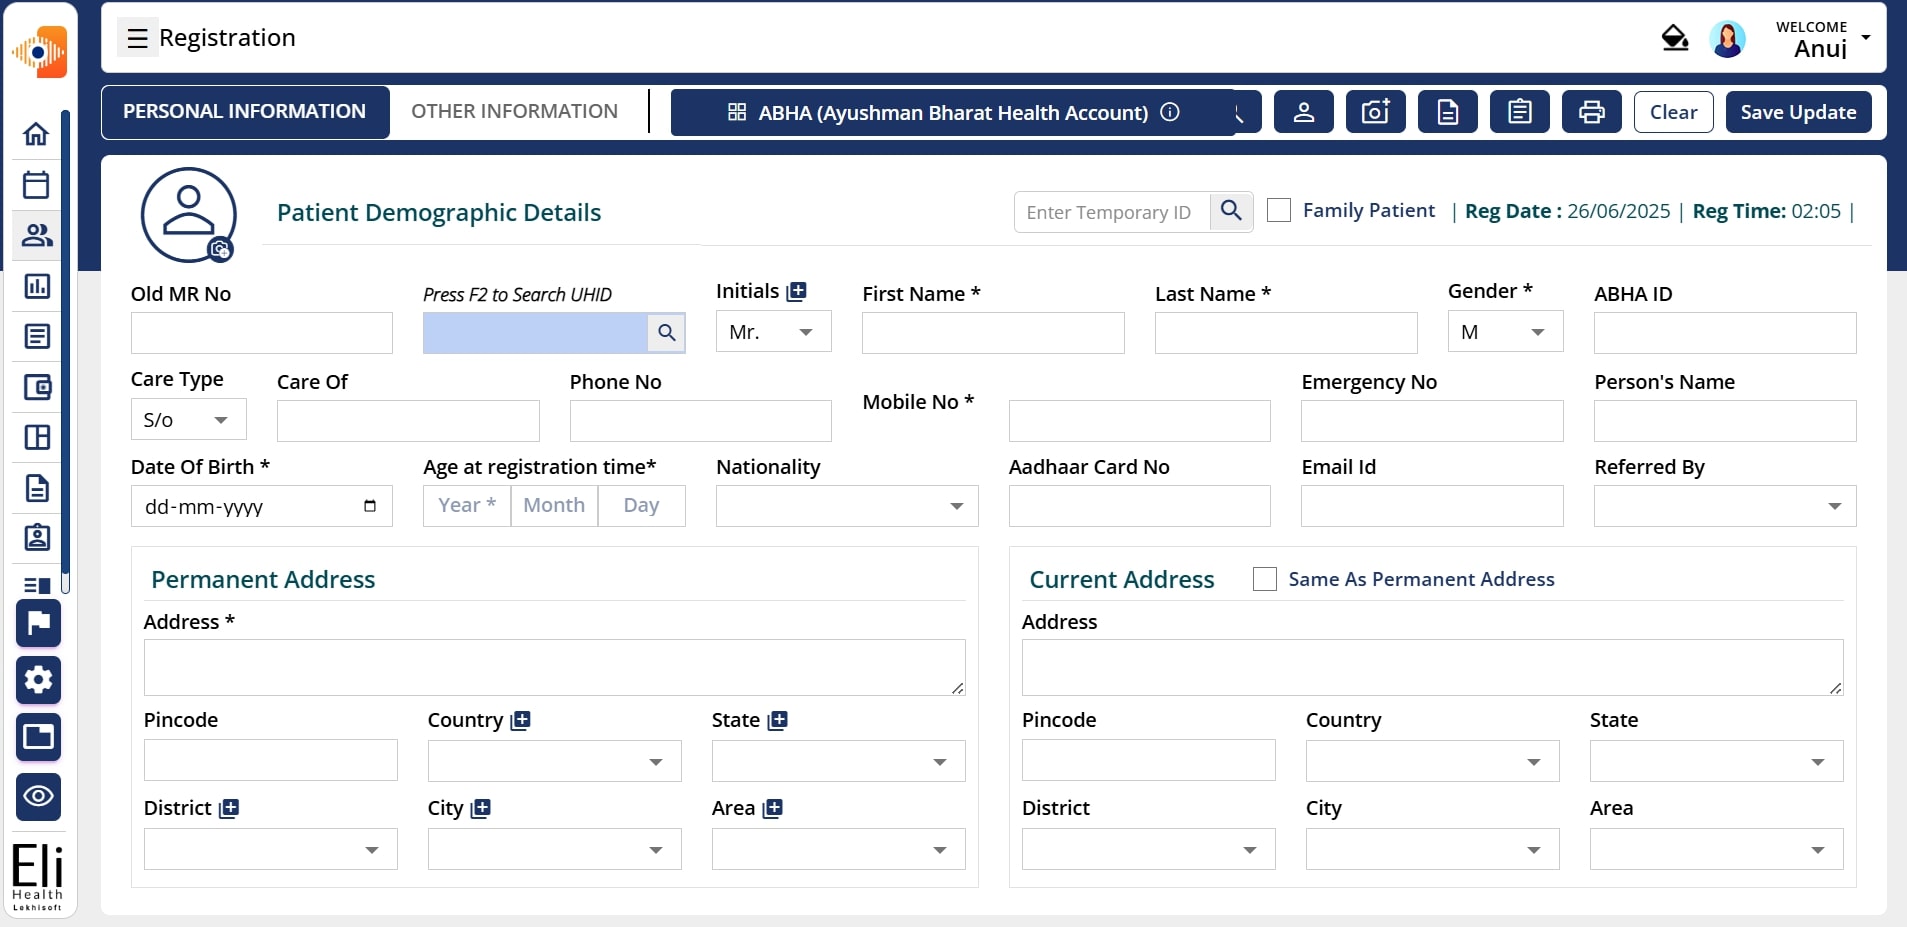 Registration
WELCOME
Anuj
PERSONAL INFORMATION OTHER INFORMATION ABHA (Ayushman Bharat Health Account) Clear Save Update
Patient Demographic Details Enter Temporary ID Family Patient | Reg Date : 26/06/2025 | Reg Time: 02:05 |
Old MR No Press F2 to Search UHID Initials First Name * Last Name * Gender * ABHA ID
Mr. M
Care Type Care Of Phone No Mobile No * Emergency No Person's Name
S/o
Date Of Birth * Age at registration time* Nationality Aadhaar Card No Email Id Referred By
dd-mm-yyyy Year * Month Day
Permanent Address
Address *
Pincode Country State
District City Area
Current Address Same As Permanent Address
Address
Pincode Country State
District City Area
Eli
Health
Lekhisoft